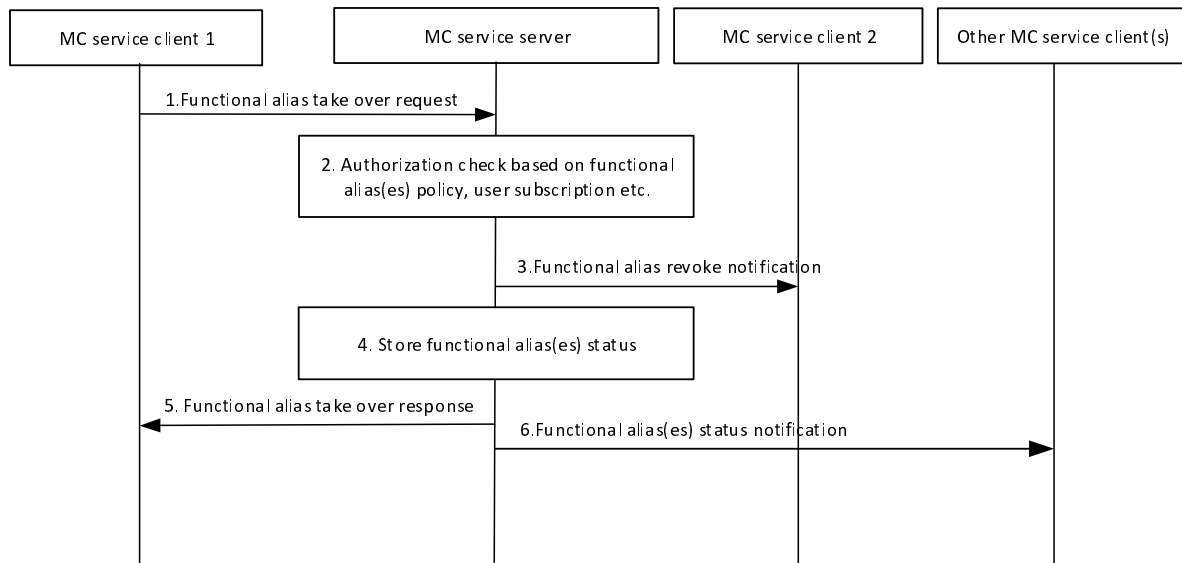 MC service client 1
MC service server
MC service client 2
Other MC service client(s)
1.Functional alias take over request
2. Authorization check based on functional
alias(es) policy, user subscription etc.
3.Functional alias revoke notification
4. Store functional alias(es) status
5. Functional alias take over response
6.Functional alias(es) status notification